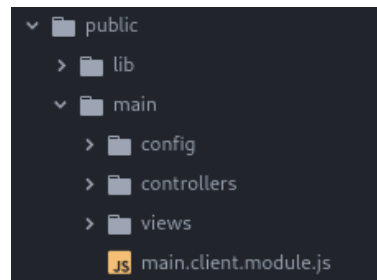 public
lib
main
config
controllers
views
JS main.client.module.js